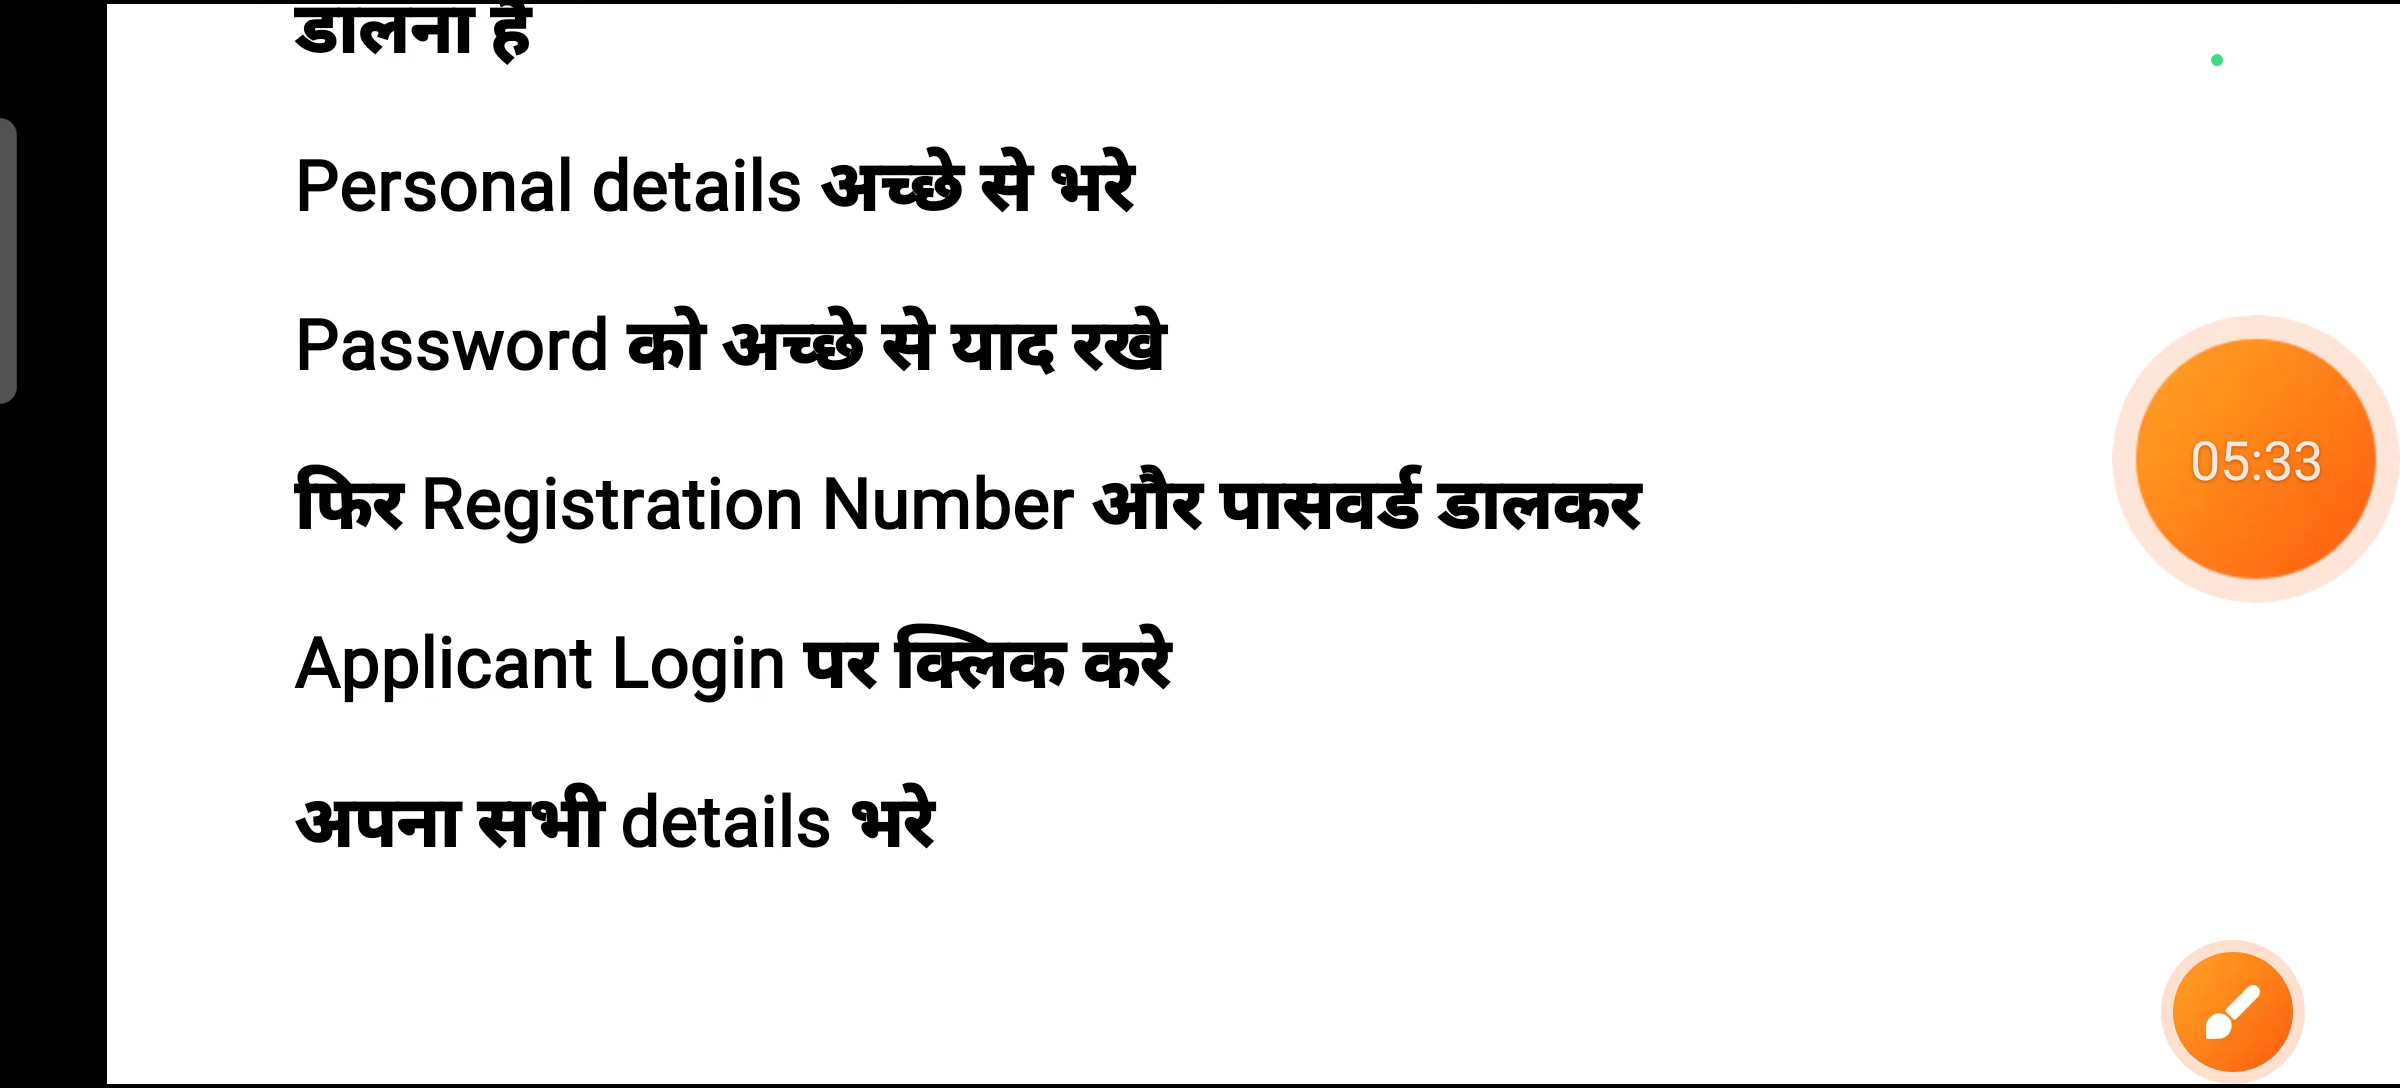 डालना है
Personal details अच्छे से भरे
Password को अच्छे से याद रखे
फिर Registration Number और पासवर्ड डालकर
05:33
Applicant Login पर क्लिक करे
अपना सभी details भरे